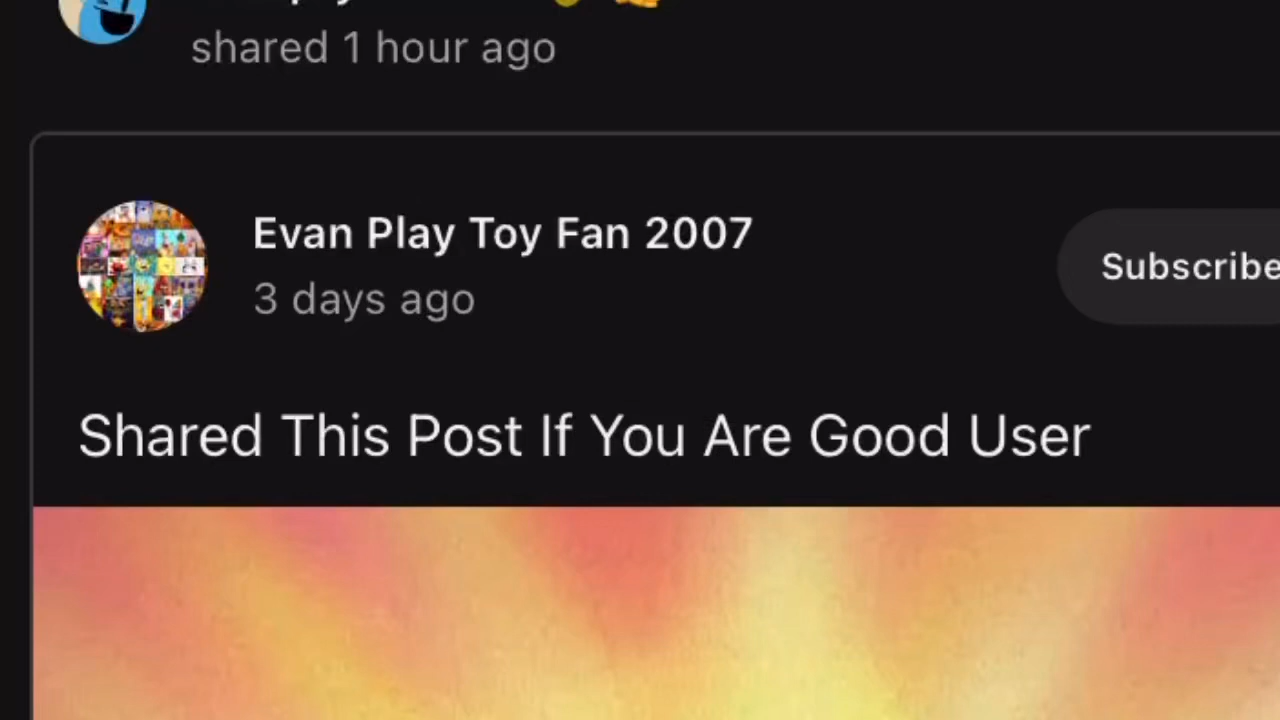 shared 1 hour ago
Evan Play Toy Fan 2007
Subscribe
3 days ago
Shared This Post If You Are Good User